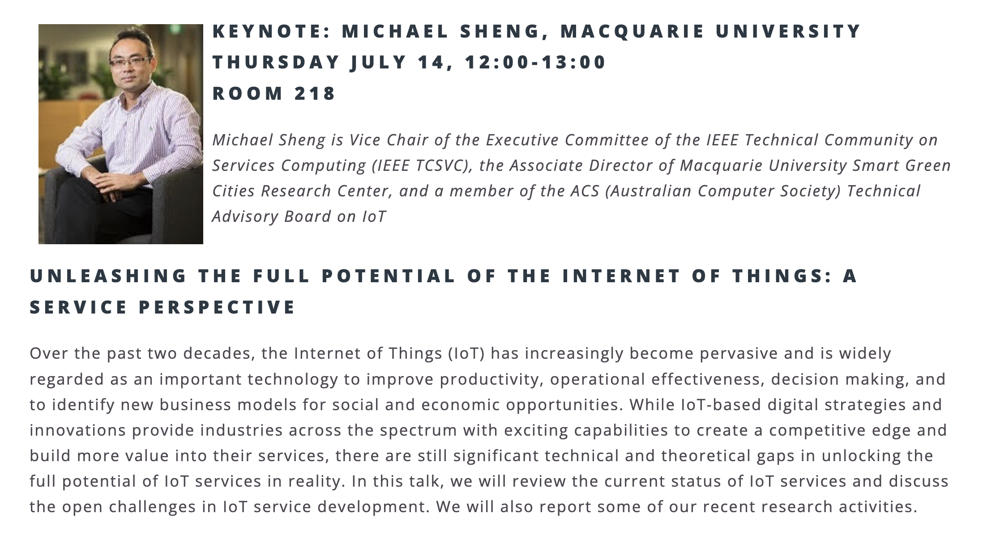 KEYNOTE: MICHAEL SHENG, MACQUARIE UNIVERSITY
THURSDAY JULY 14, 12:00-13:00
ROOM 218
Michael Sheng is Vice Chair of the Executive Committee of the IEEE Technical Community on
Services Computing (IEEE TCSVC), the Associate Director of Macquarie University Smart Green
Cities Research Center, and a member of the ACS (Australian Computer Society) Technical
Advisory Board on IoT
UNLEASHING THE FULL POTENTIAL OF THE INTERNET OF THINGS: A
SERVICE PERSPECTIVE
Over the past two decades, the Internet of Things (IoT) has increasingly become pervasive and is widely
regarded as an important technology to improve productivity, operational effectiveness, decision making, and
to identify new business models for social and economic opportunities. While IoT-based digital strategies and
innovations provide industries across the spectrum with exciting capabilities to create a competitive edge and
build more value into their services, there are still significant technical and theoretical gaps in unlocking the
full potential of IoT services in reality. In this talk, we will review the current status of IoT services and discuss
the open challenges in IoT service development. We will also report some of our recent research activities.